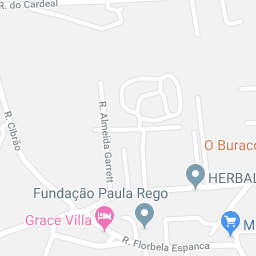 R. do Cardeal
R. Cibrão
R. Almeida Garrett
O Buraco
HERBAL
Fundação Paula Rego
Grace Villa
M
R. Florbela Espanca